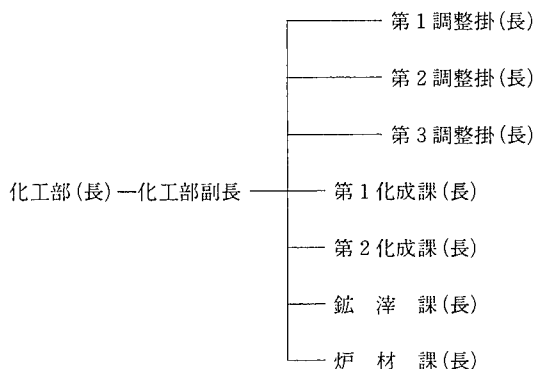 第1調整掛(長)
第2調整掛(長)
第3調整掛(長)
化工部(長)—化工部副長
第1化成課(長)
第2化成課(長)
鉱 滓 課(長)
炉 材 課(長)